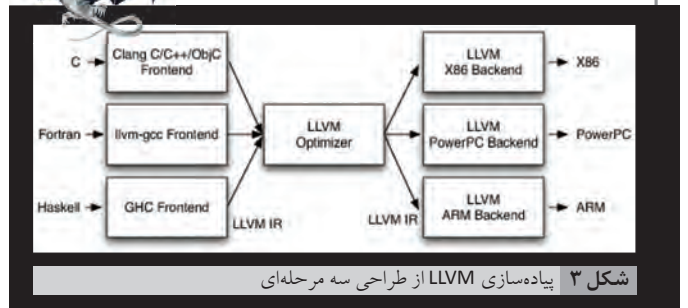 C
Clang C/C++/ObjC
Frontend
LLVM
X86 Backend
X86
Fortran
llvm-gcc Frontend
LLVM
Optimizer
LLVM
PowerPC Backend
PowerPC
Haskell
GHC Frontend
LLVM IR
LLVM IR
LLVM
ARM Backend
ARM
شکل ۳ پیاده‌سازی LLVM از طراحی سه مرحله‌ای